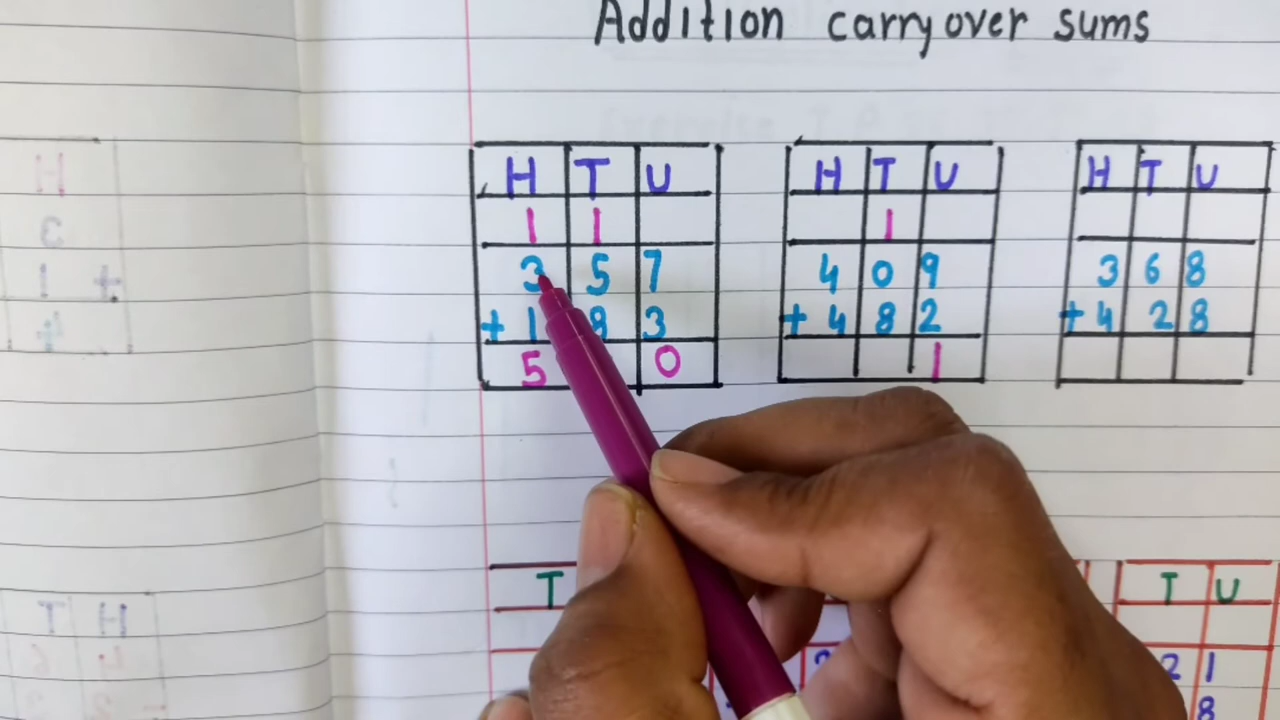 Addition carryover sums
H T U H T U H T U
1 1 1
3 5 7 4 0 9 3 6 8
+ 1 8 3 + 4 8 2 + 4 2 8
5 0 1
T T U
2 1
8